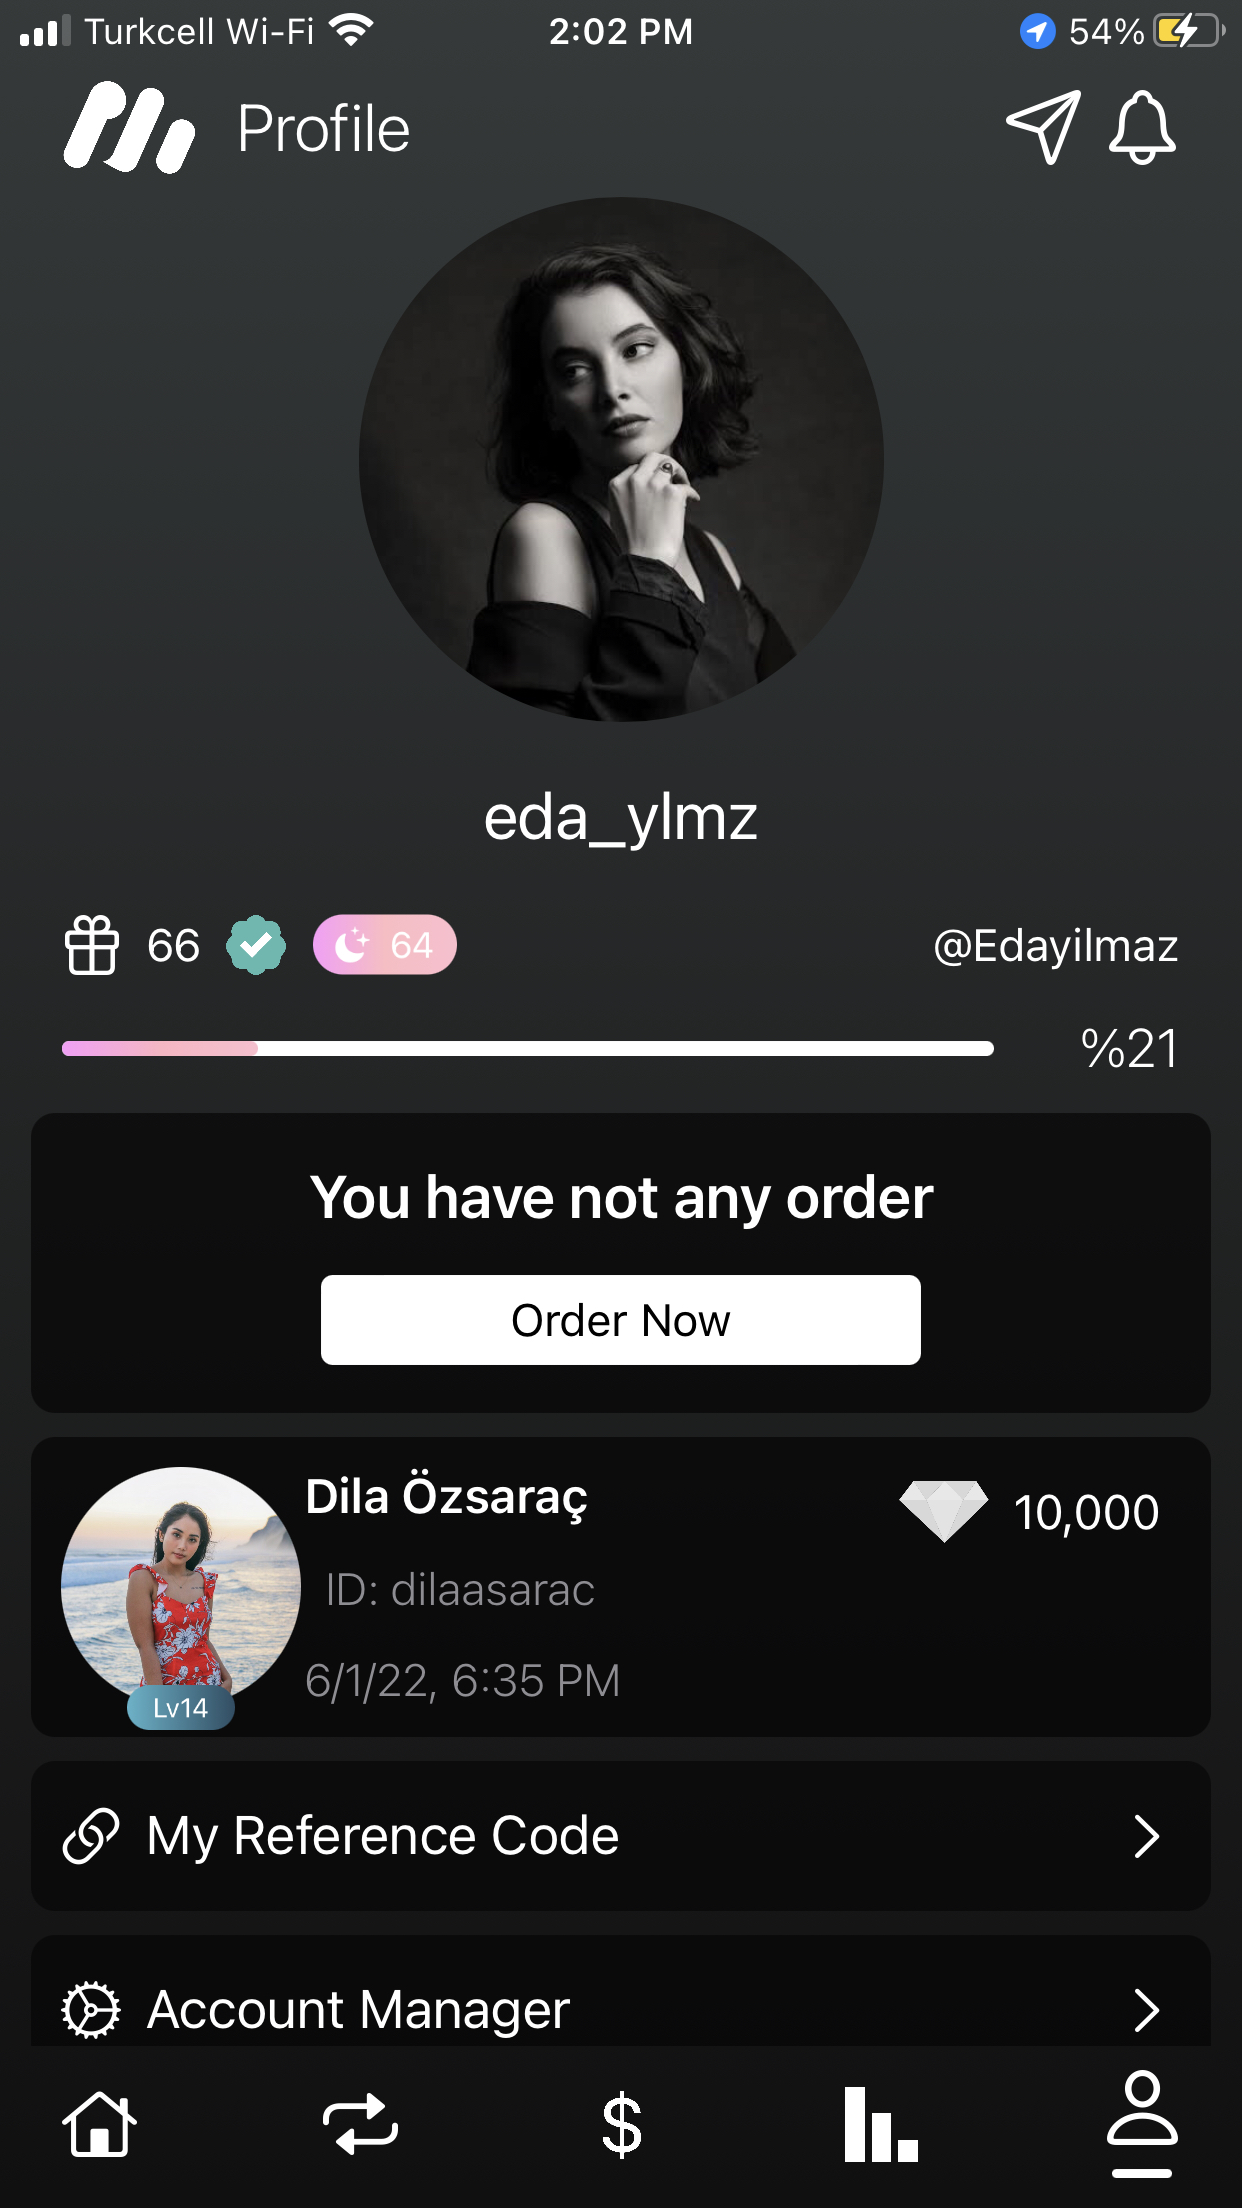 Turkcell Wi-Fi 2:02 PM 54%
Profile
eda_ylmz
66 64 @Edayilmaz
%21
You have not any order
Order Now
Dila Özsaraç 10,000
ID: dilaasarac
6/1/22, 6:35 PM
Lv14
My Reference Code
Account Manager
$